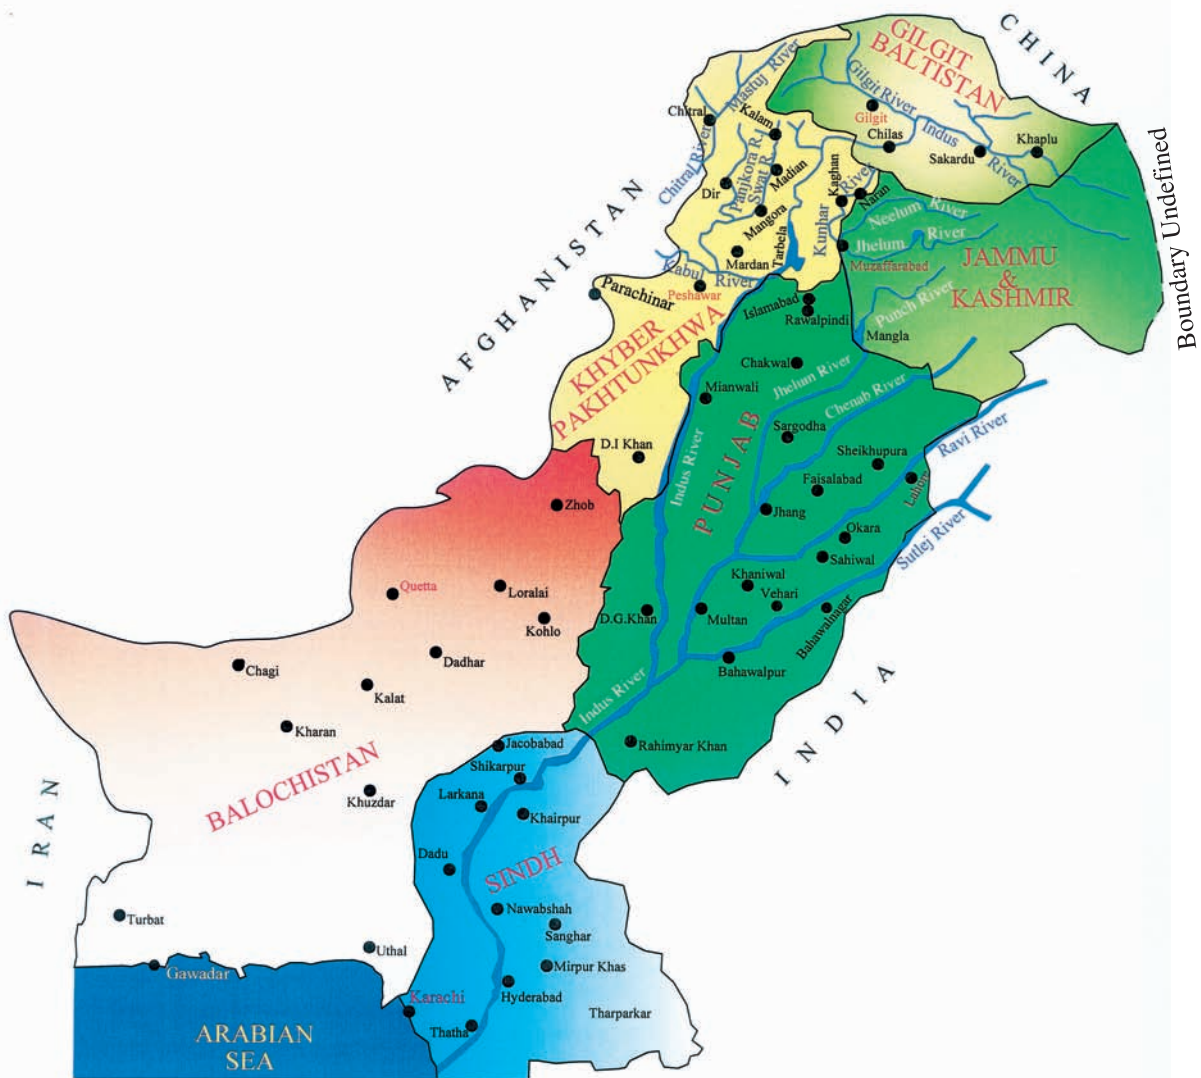 CHINA
GILGIT
BALTISTAN
Mastuj River
Gilgit River
Gilgit
Chitral
Kalam
Chilas
Indus
River
Khaplu
Sakardu
Boundary Undefined
Chitral River
Panjkora R.
Swat R.
Madian
Dir
Kaghan
River
Kunhar
Naran
Neelum River
Mangora
Tarbela
Jhelum River
Muzaffarabad
JAMMU
&
KASHMIR
Mardan
Kabul River
Peshawar
AFGHANISTAN
Parachinar
Islamabad
Rawalpindi
Punch River
Mangla
KHYBER
PAKHTUNKHWA
Chakwal
Jhelum River
Mianwali
Chenab River
PUNJAB
Sargodha
Ravi River
D.I Khan
Indus River
Sheikhupura
Faisalabad
Lahore
Zhob
Jhang
Okara
Sutlej River
Sahiwal
Quetta
Loralai
Khaniwal
Vehari
D.G.Khan
Multan
Bahawalnagar
Kohlo
Dadhar
Chagi
Bahawalpur
Kalat
Indus River
INDIA
Kharan
Rahimyar Khan
Jacobabad
BALOCHISTAN
Shikarpur
Khuzdar
Larkana
Khairpur
IRAN
Dadu
SINDH
Turbat
Nawabshah
Sanghar
Uthal
Mirpur Khas
Gawadar
Karachi
Hyderabad
Tharparkar
Thatha
ARABIAN
SEA